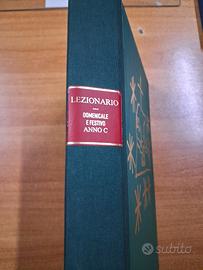 LEZIONARIO
DOMENICALE
E FESTIVO
ANNO C
subito